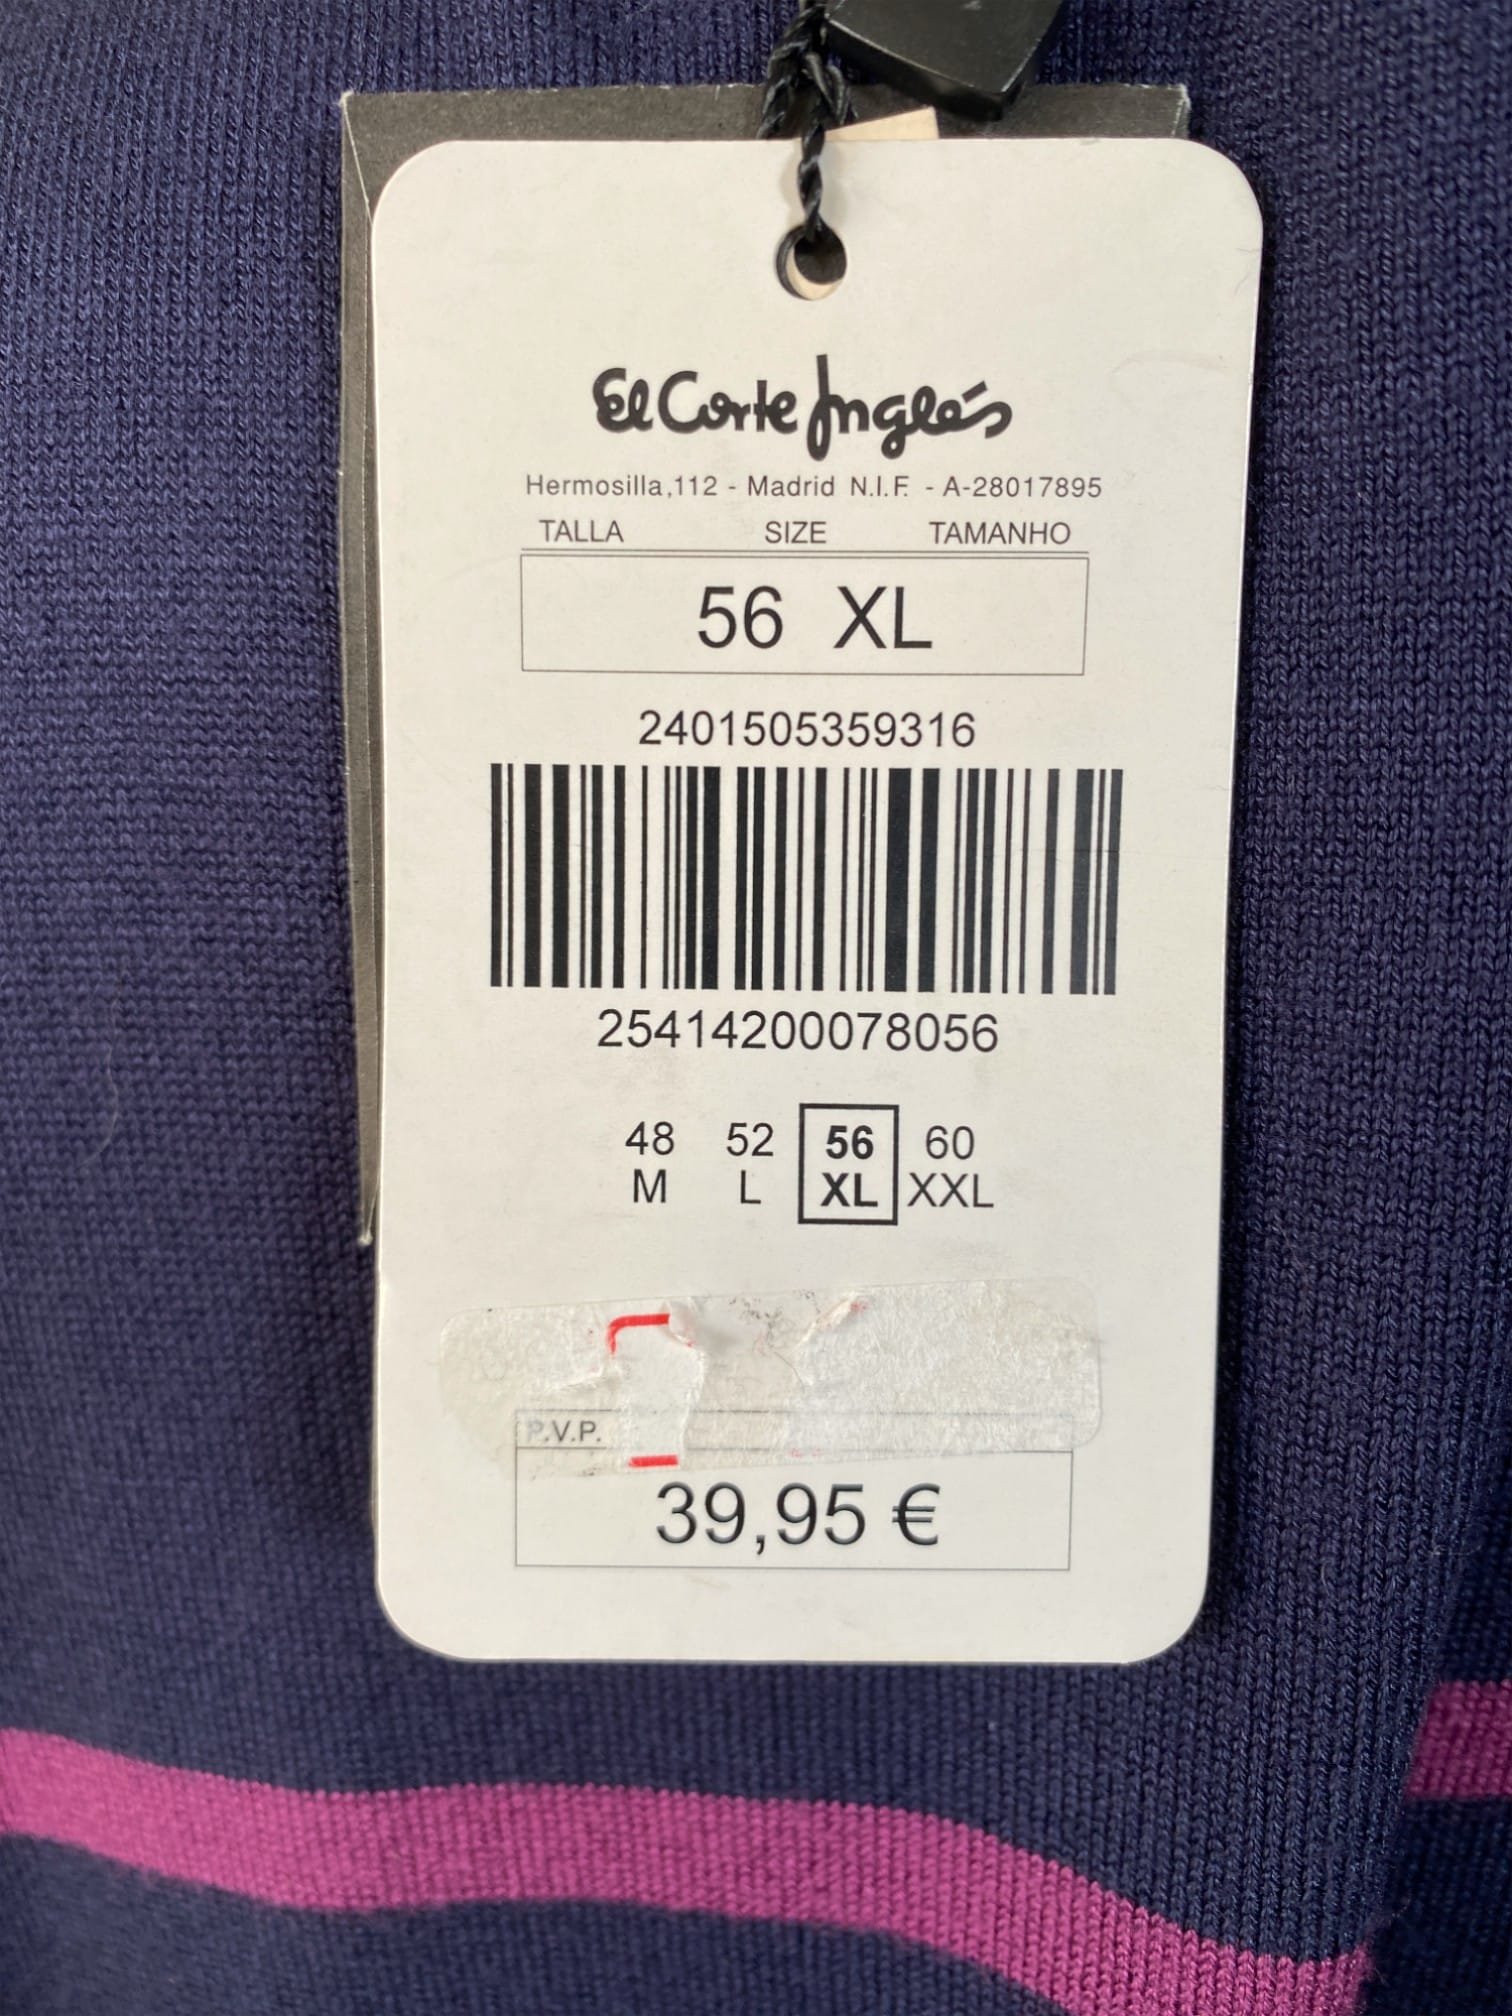 El Corte Inglés
Hermosilla,112 - Madrid N.I.F. - A-28017895
TALLA SIZE TAMANHO
56 XL
2401505359316
25414200078056
48 52 56 60
M L XL XXL
P.V.P.
39,95 €